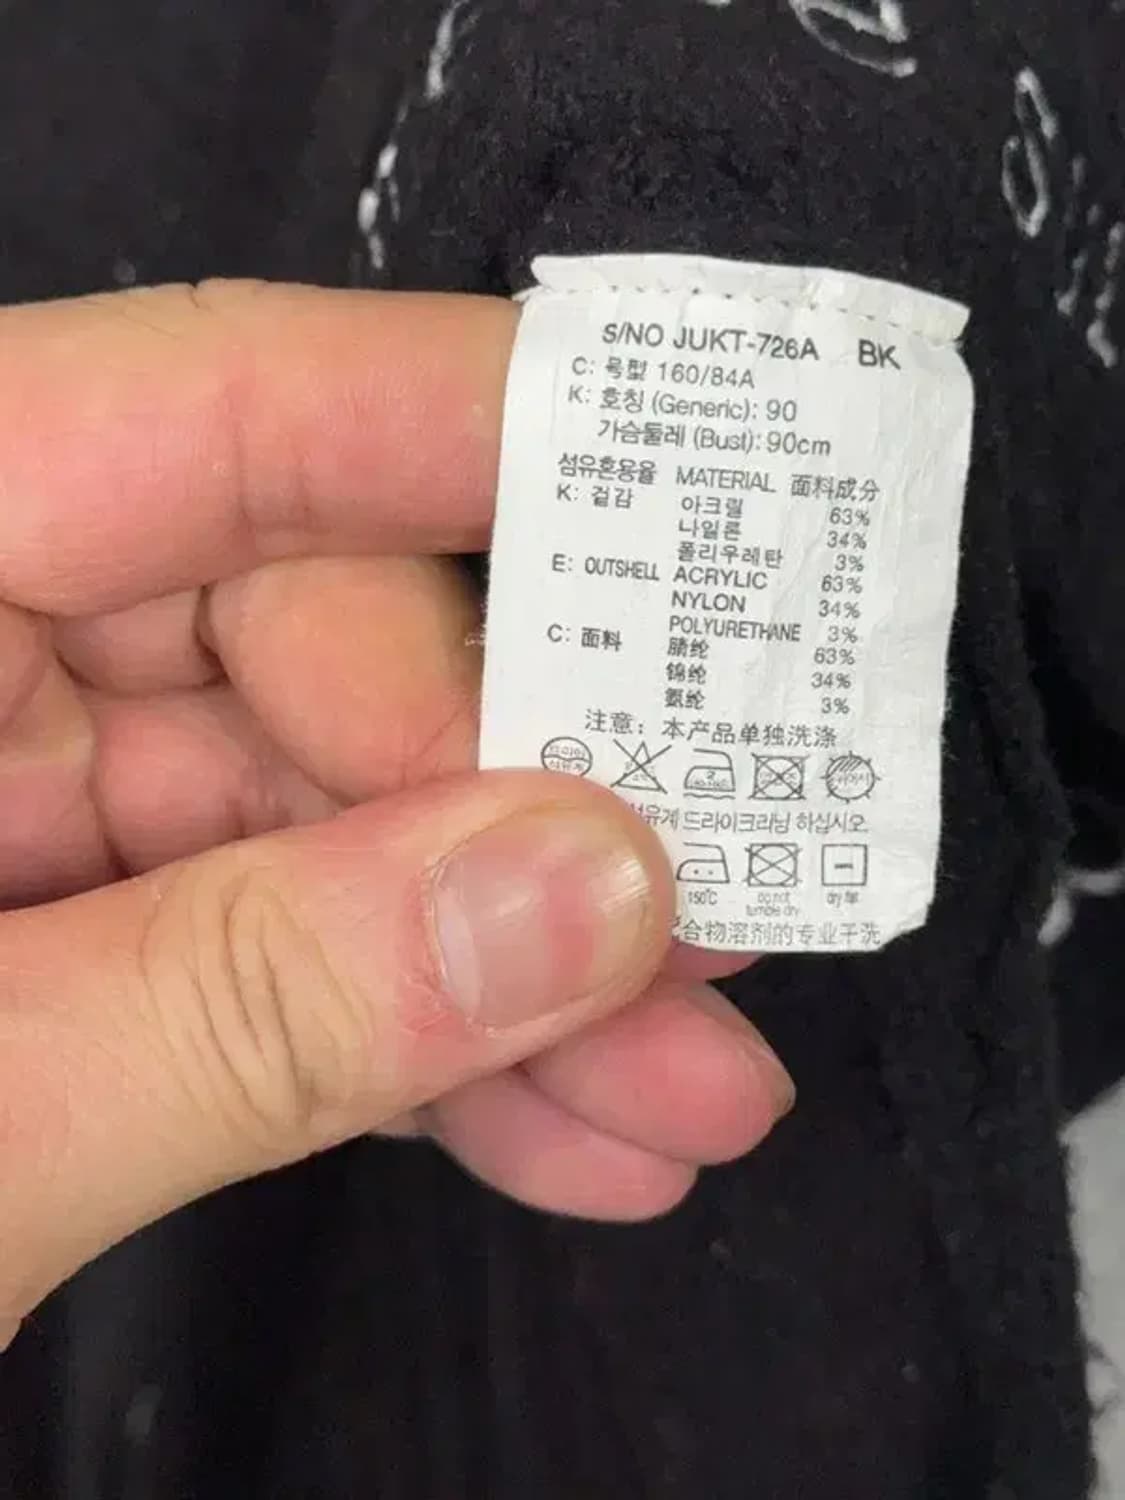 S/NO JUKT-726A BK
C: 号型 160/84A
K: 호칭 (Generic): 90
가슴둘레 (Bust): 90cm
섬유혼용율 MATERIAL 面料成分
K: 겉감 아크릴 63%
나일론 34%
폴리우레탄 3%
E: OUTSHELL ACRYLIC 63%
NYLON 34%
POLYURETHANE 3%
C: 面料 腈纶 63%
锦纶 34%
氨纶 3%
注意: 本产品单独洗涤
드라이크리닝 하십시오.
150℃ do not tumble dry dry flat
合物溶剂的专业干洗